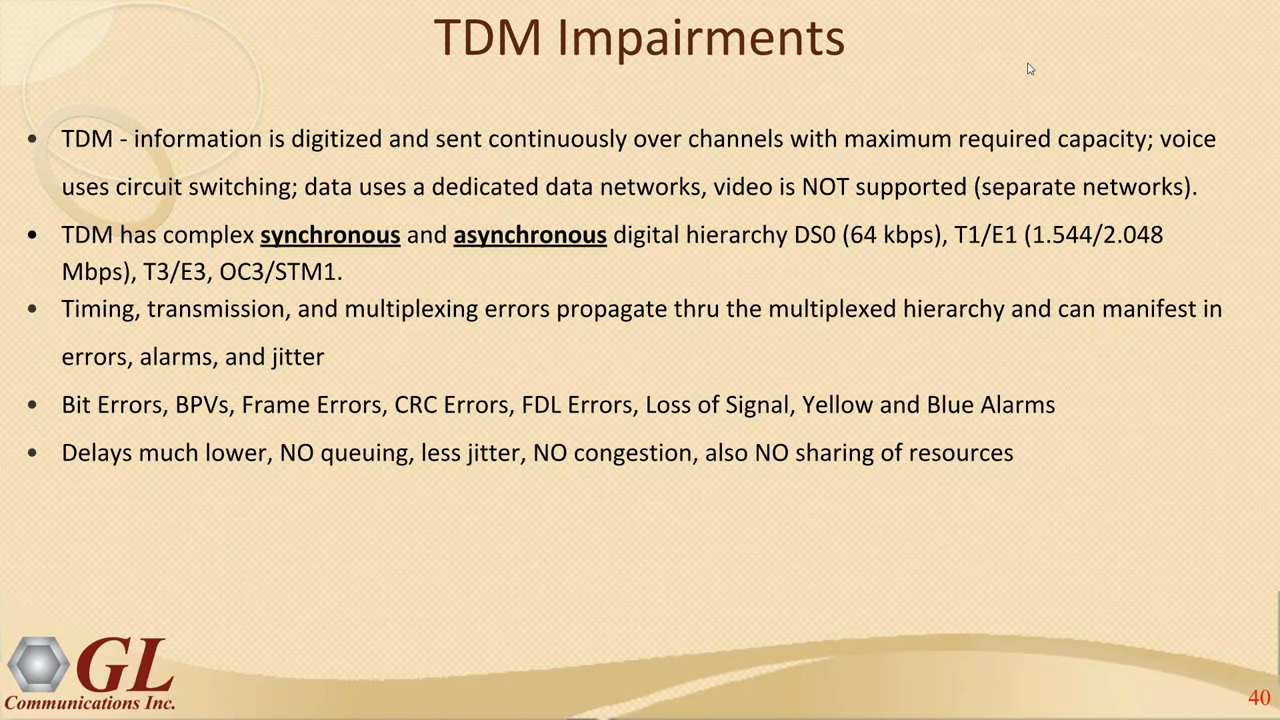 TDM Impairments
• TDM - information is digitized and sent continuously over channels with maximum required capacity; voice
uses circuit switching; data uses a dedicated data networks, video is NOT supported (separate networks).
• TDM has complex synchronous and asynchronous digital hierarchy DS0 (64 kbps), T1/E1 (1.544/2.048
Mbps), T3/E3, OC3/STM1.
• Timing, transmission, and multiplexing errors propagate thru the multiplexed hierarchy and can manifest in
errors, alarms, and jitter
• Bit Errors, BPVs, Frame Errors, CRC Errors, FDL Errors, Loss of Signal, Yellow and Blue Alarms
• Delays much lower, NO queuing, less jitter, NO congestion, also NO sharing of resources
GL
Communications Inc.
40